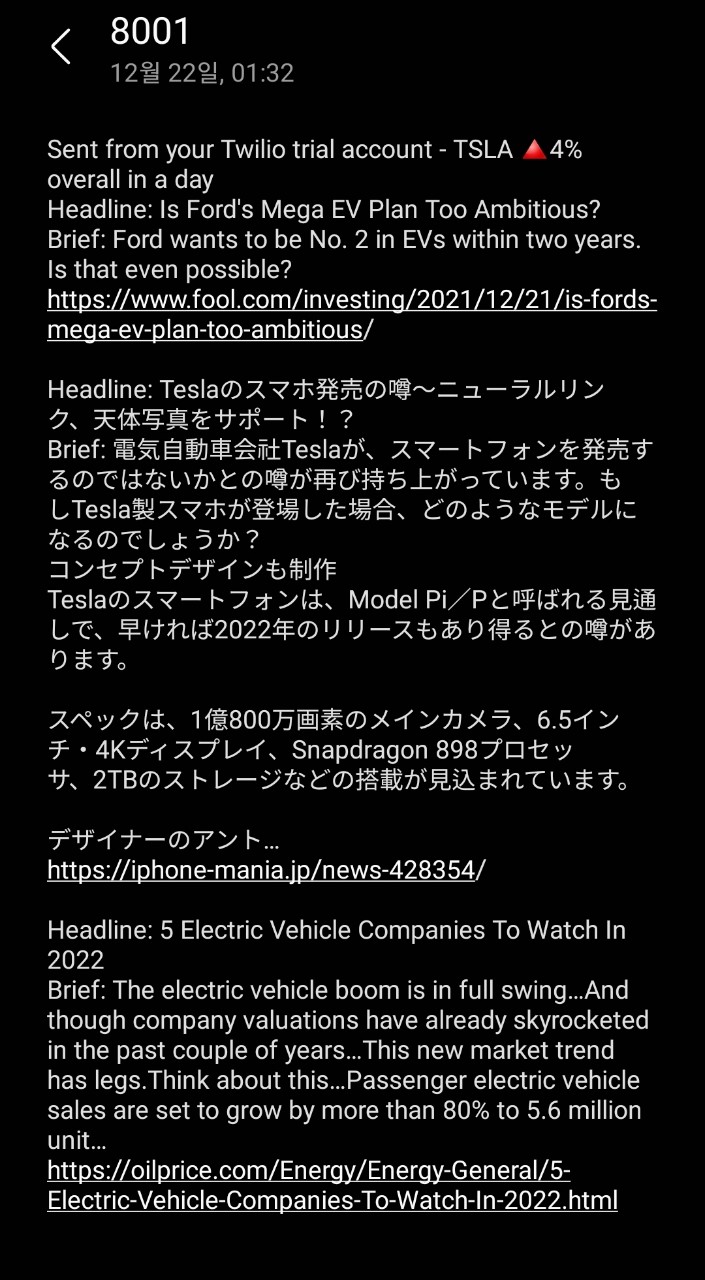 8001
12월 22일, 01:32
Sent from your Twilio trial account - TSLA 🔺4%
overall in a day
Headline: Is Ford's Mega EV Plan Too Ambitious?
Brief: Ford wants to be No. 2 in EVs within two years.
Is that even possible?
https://www.fool.com/investing/2021/12/21/is-fords-
mega-ev-plan-too-ambitious/
Headline: Teslaのスマホ発売の噂～ニューラルリン
ク、天体写真をサポート！？
Brief: 電気自動車会社Teslaが、スマートフォンを発売す
るのではないかとの噂が再び持ち上がっています。も
しTesla製スマホが登場した場合、どのようなモデルに
なるのでしょうか？
コンセプトデザインも制作
Teslaのスマートフォンは、Model Pi／Pと呼ばれる見通
しで、早ければ2022年のリリースもあり得るとの噂があ
ります。
スペックは、1億800万画素のメインカメラ、6.5イン
チ・4Kディスプレイ、Snapdragon 898プロセッ
サ、2TBのストレージなどの搭載が見込まれています。
デザイナーのアント…
https://iphone-mania.jp/news-428354/
Headline: 5 Electric Vehicle Companies To Watch In
2022
Brief: The electric vehicle boom is in full swing…And
though company valuations have already skyrocketed
in the past couple of years…This new market trend
has legs.Think about this…Passenger electric vehicle
sales are set to grow by more than 80% to 5.6 million
unit…
https://oilprice.com/Energy/Energy-General/5-
Electric-Vehicle-Companies-To-Watch-In-2022.html